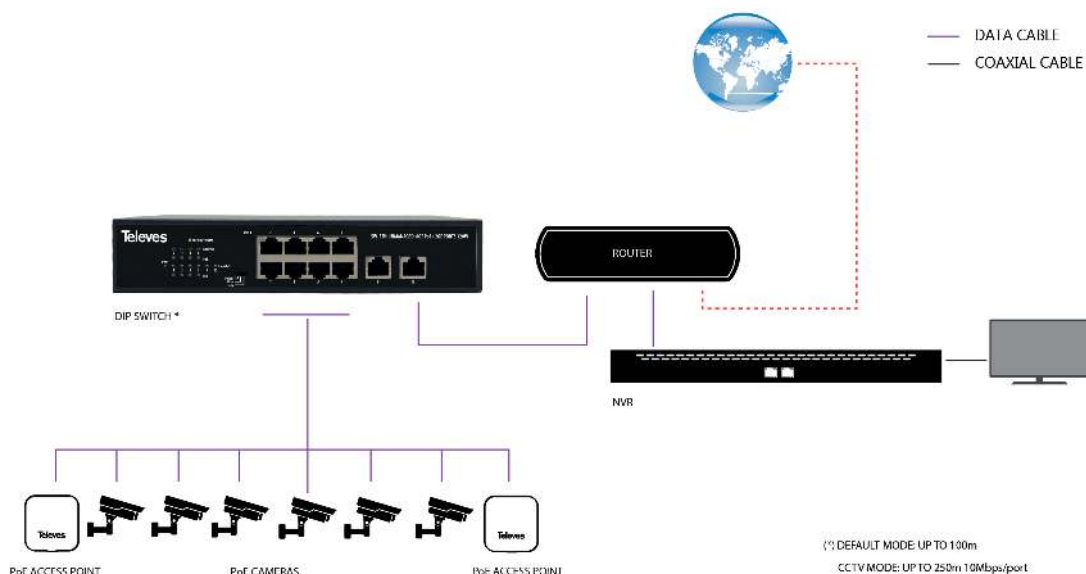 DATA CABLE
COAXIAL CABLE
Televes
ROUTER
DIP SWITCH *
NVR
Televes
Televes
PoE ACCESS POINT
PoE CAMERAS
PoE ACCESS POINT
(*) DEFAULT MODE: UP TO 100m
CCTV MODE: UP TO 250m 10Mbps/port